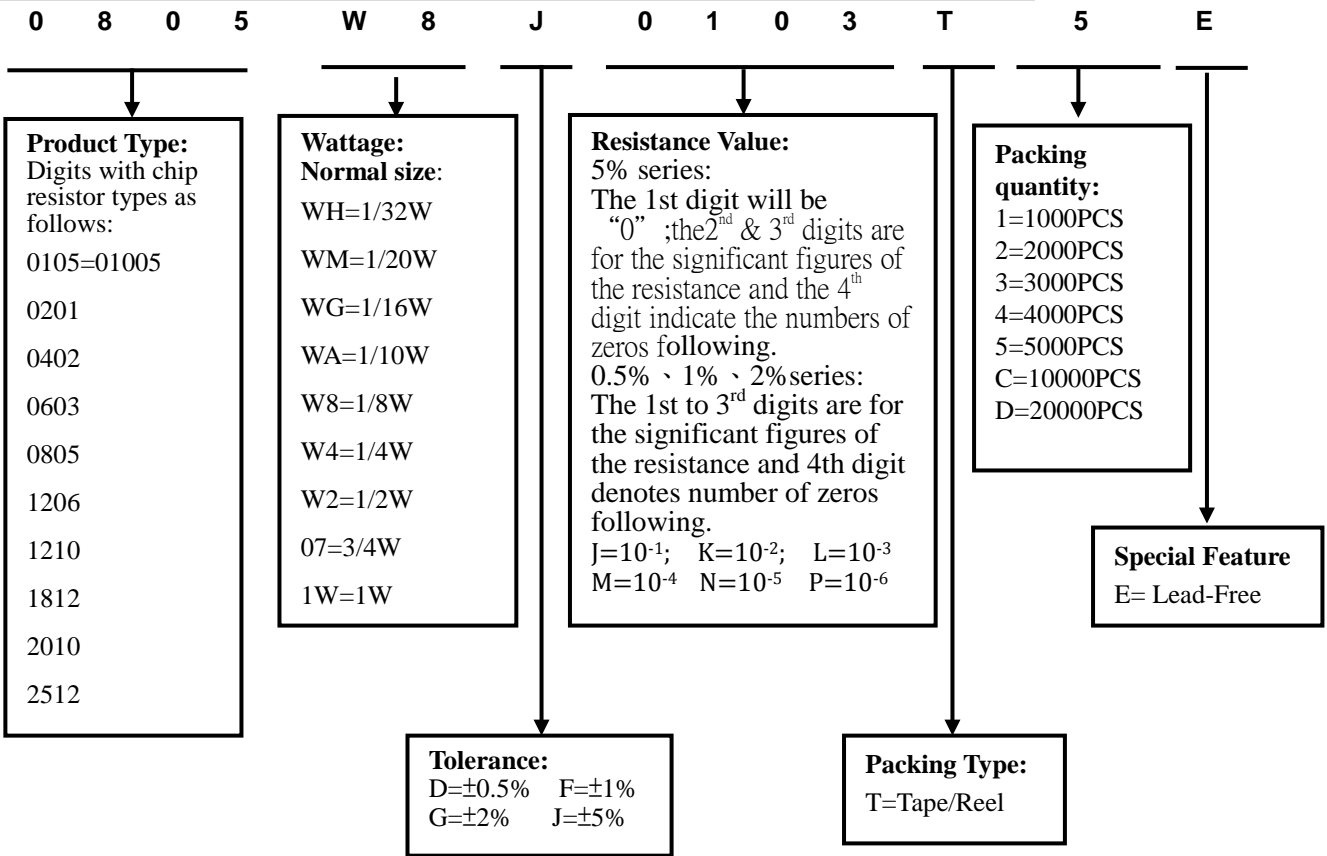 0 8 0 5 W 8 J 0 1 0 3 T 5 E
Product Type:
Digits with chip
resistor types as
follows:
0105=01005
0201
0402
0603
0805
1206
1210
1812
2010
2512
Wattage:
Normal size:
WH=1/32W
WM=1/20W
WG=1/16W
WA=1/10W
W8=1/8W
W4=1/4W
W2=1/2W
07=3/4W
1W=1W
Resistance Value:
5% series:
The 1st digit will be
“0” ;the2nd & 3rd digits are
for the significant figures of
the resistance and the 4th
digit indicate the numbers of
zeros following.
0.5%、1%、2%series:
The 1st to 3rd digits are for
the significant figures of
the resistance and 4th digit
denotes number of zeros
following.
J=10-1; K=10-2; L=10-3
M=10-4 N=10-5 P=10-6
Packing
quantity:
1=1000PCS
2=2000PCS
3=3000PCS
4=4000PCS
5=5000PCS
C=10000PCS
D=20000PCS
Special Feature
E= Lead-Free
Tolerance:
D=±0.5% F=±1%
G=±2% J=±5%
Packing Type:
T=Tape/Reel